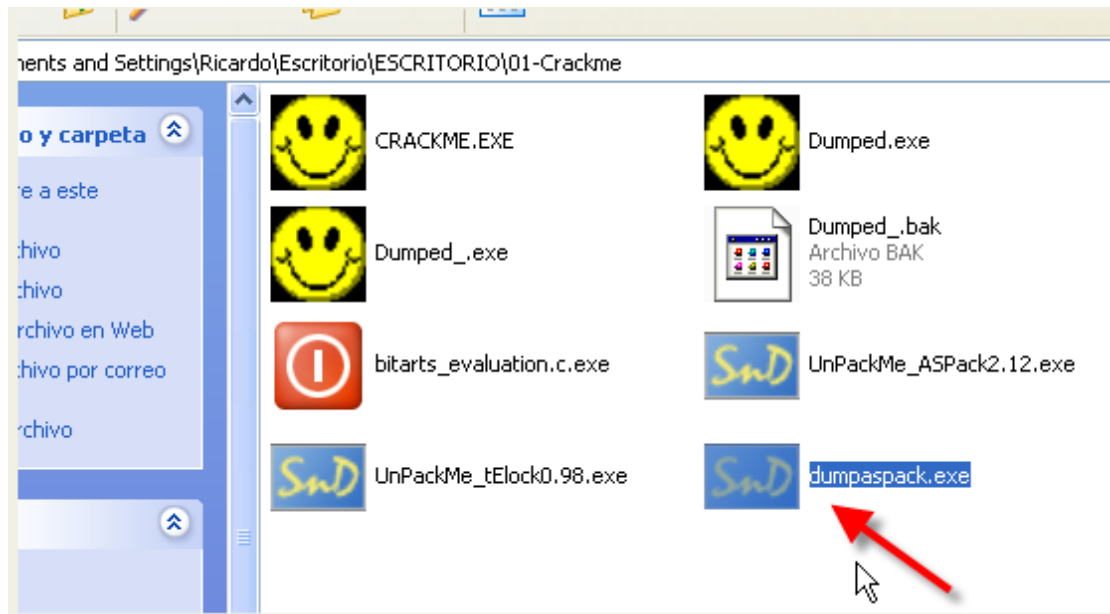 nents and Settings\Ricardo\Escritorio\ESCRITORIO\01-Crackme
o y carpeta
re a este
chivo
chivo
rchivo en Web
chivo por correo
rchivo
CRACKME.EXE
Dumped.exe
Dumped_.exe
Dumped_.bak
Archivo BAK
38 KB
bitarts_evaluation.c.exe
SnD
UnPackMe_ASPack2.12.exe
SnD
UnPackMe_tElock0.98.exe
SnD
dumpaspack.exe